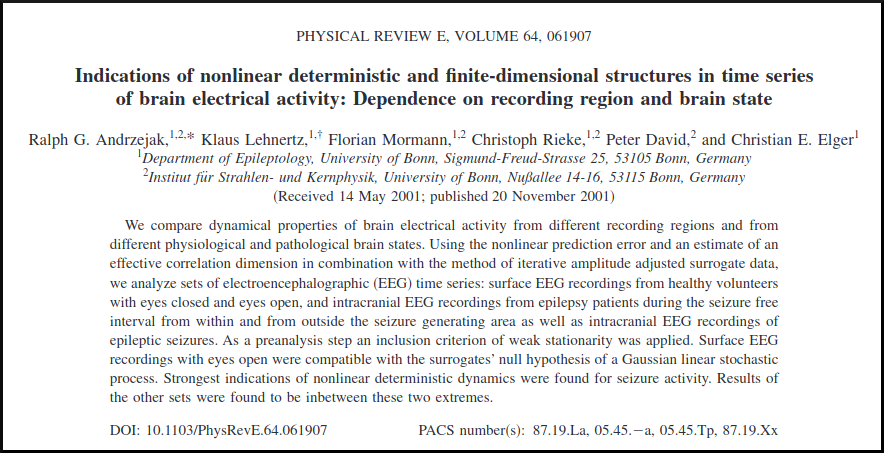 PHYSICAL REVIEW E, VOLUME 64, 061907
Indications of nonlinear deterministic and finite-dimensional structures in time series
of brain electrical activity: Dependence on recording region and brain state
Ralph G. Andrzejak,1,2,* Klaus Lehnertz,1,† Florian Mormann,1,2 Christoph Rieke,1,2 Peter David,2 and Christian E. Elger1
1Department of Epileptology, University of Bonn, Sigmund-Freud-Strasse 25, 53105 Bonn, Germany
2Institut für Strahlen- und Kernphysik, University of Bonn, Nußallee 14-16, 53115 Bonn, Germany
(Received 14 May 2001; published 20 November 2001)
We compare dynamical properties of brain electrical activity from different recording regions and from
different physiological and pathological brain states. Using the nonlinear prediction error and an estimate of an
effective correlation dimension in combination with the method of iterative amplitude adjusted surrogate data,
we analyze sets of electroencephalographic (EEG) time series: surface EEG recordings from healthy volunteers
with eyes closed and eyes open, and intracranial EEG recordings from epilepsy patients during the seizure free
interval from within and from outside the seizure generating area as well as intracranial EEG recordings of
epileptic seizures. As a preanalysis step an inclusion criterion of weak stationarity was applied. Surface EEG
recordings with eyes open were compatible with the surrogates' null hypothesis of a Gaussian linear stochastic
process. Strongest indications of nonlinear deterministic dynamics were found for seizure activity. Results of
the other sets were found to be inbetween these two extremes.
DOI: 10.1103/PhysRevE.64.061907 PACS number(s): 87.19.La, 05.45.−a, 05.45.Tp, 87.19.Xx